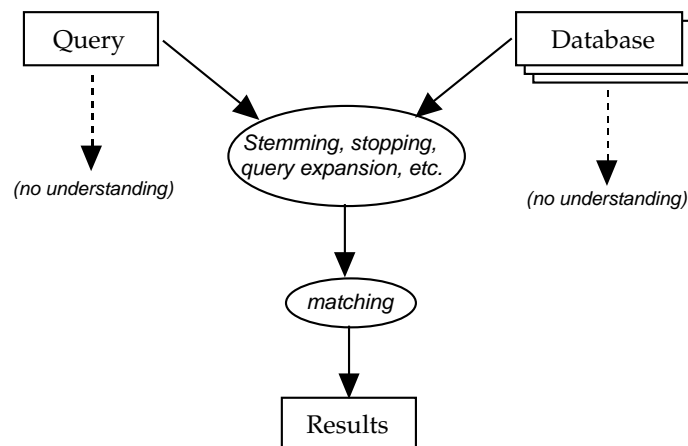 Query
Database
Stemming, stopping,
query expansion, etc.
(no understanding)
(no understanding)
matching
Results